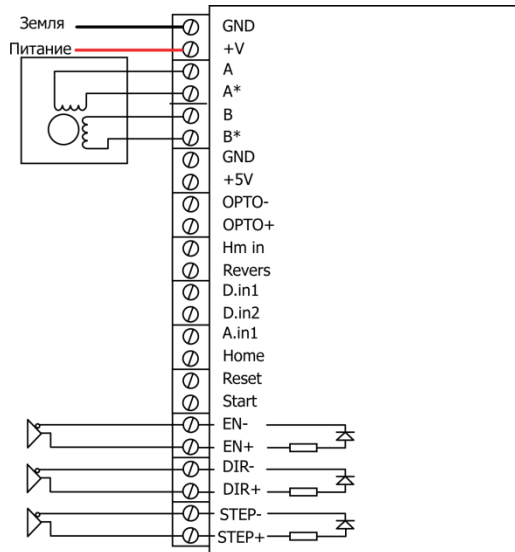 Земля
GND
Питание
+V
A
A*
B
B*
GND
+5V
OPTO-
OPTO+
Hm in
Revers
D.in1
D.in2
A.in1
Home
Reset
Start
EN-
EN+
DIR-
DIR+
STEP-
STEP+